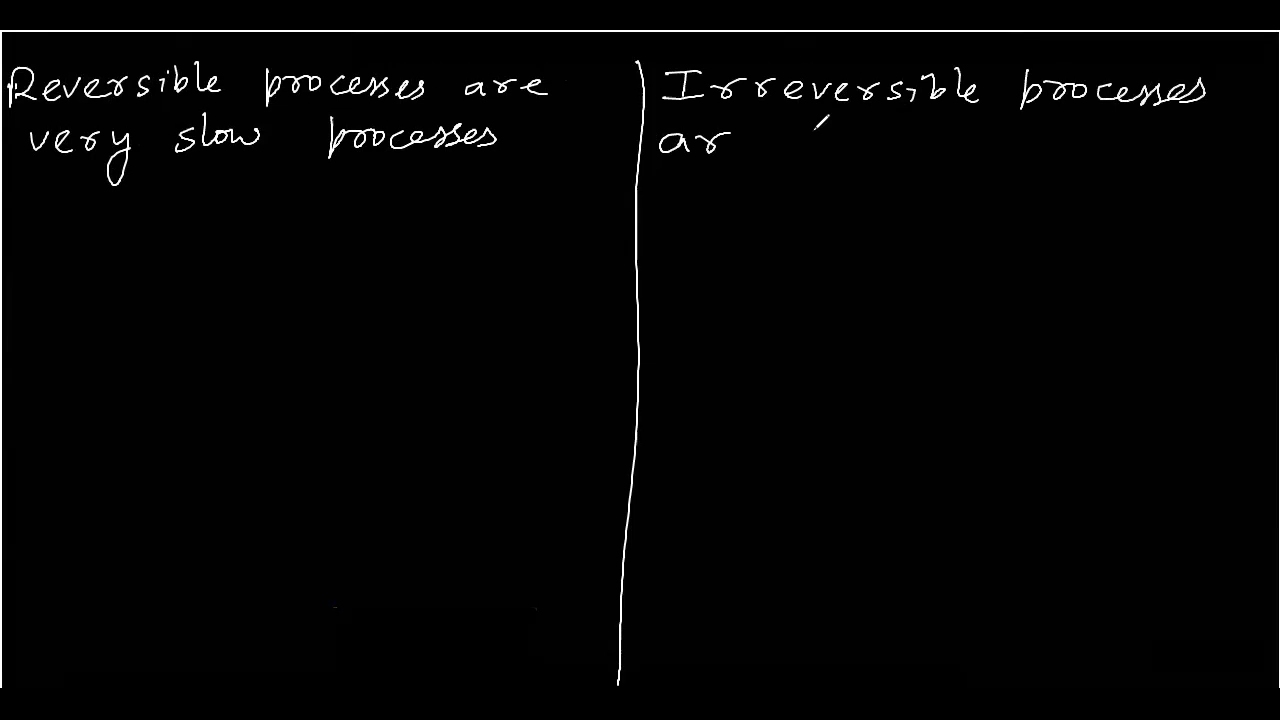 Reversible processes are
very slow processes
Irreversible processes
ar